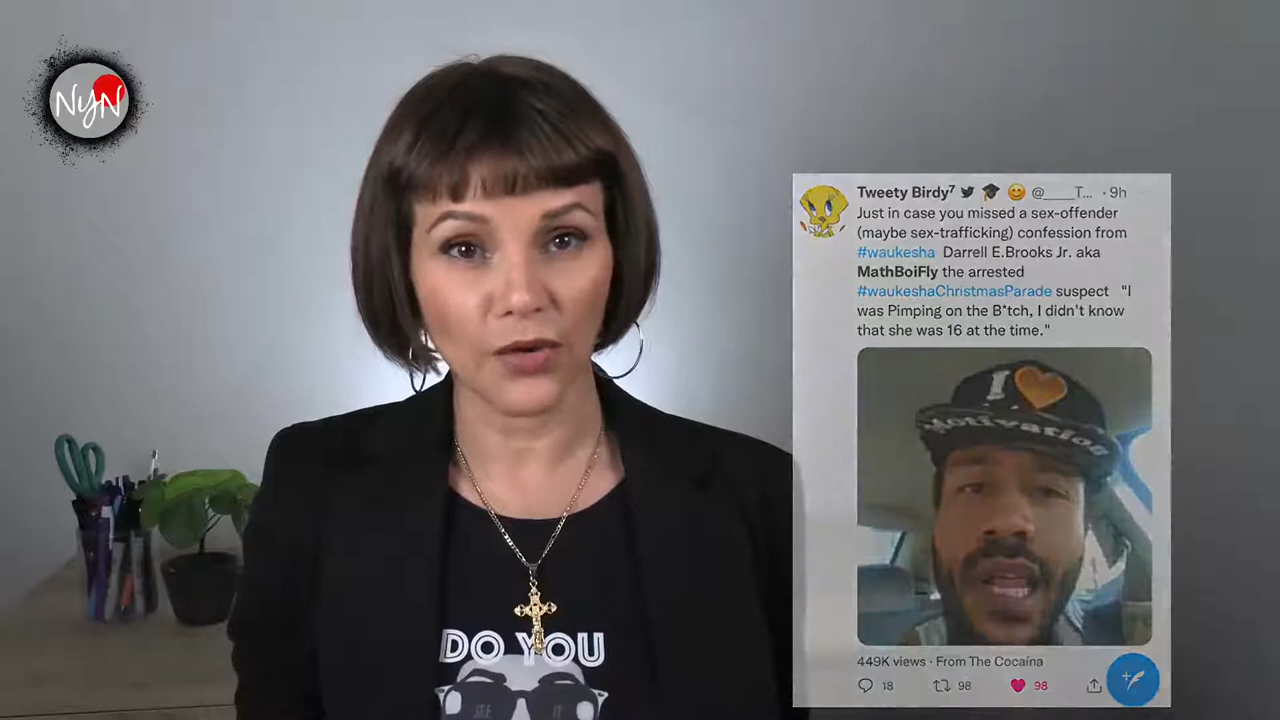 NYN
Tweety Birdy⁷ 🐦 🎓 😊 @____T... · 9h
Just in case you missed a sex-offender
(maybe sex-trafficking) confession from
#waukesha Darrell E.Brooks Jr. aka
MathBoiFly the arrested
#waukeshaChristmasParade suspect "I
was Pimping on the B*tch, I didn't know
that she was 16 at the time."
I 🧡
Motivation
449K views · From The Cocaína
18 98 98
DO YOU
SEE IT